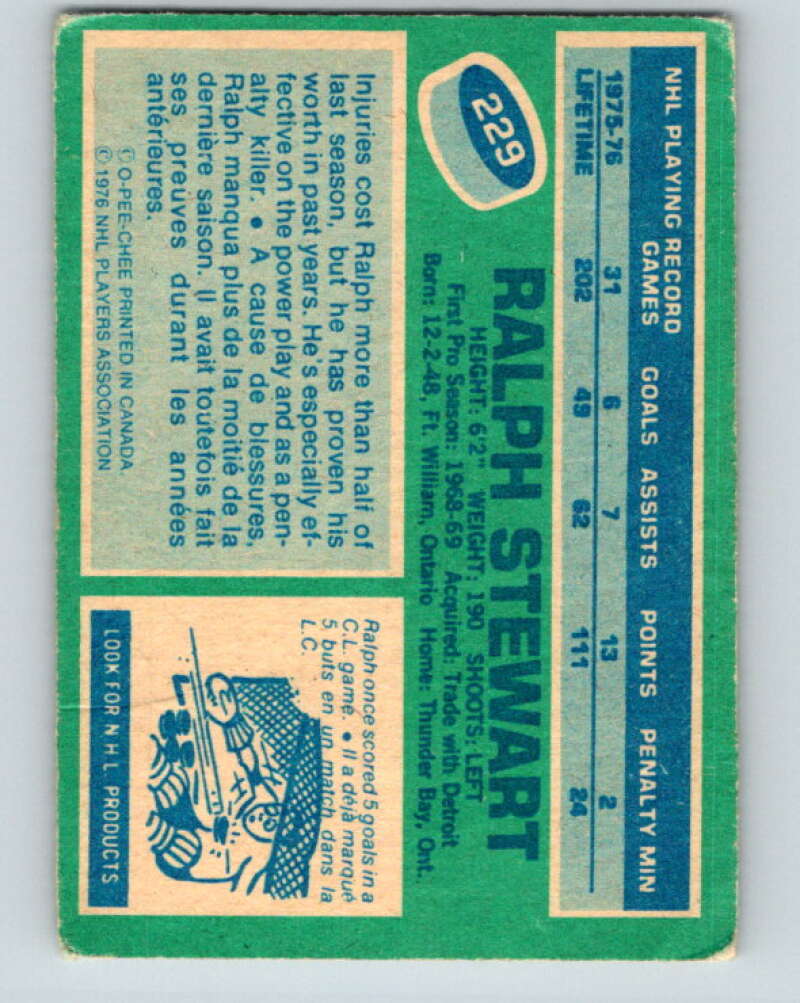 NHL PLAYING RECORD
GAMES GOALS ASSISTS POINTS PENALTY MIN
1975-76 31 6 7 13 2
LIFETIME 202 49 62 111 24
229
RALPH STEWART
HEIGHT: 6'2" WEIGHT: 190 SHOOTS: LEFT
First Pro Season: 1968-69 Acquired: Trade with Detroit
Born: 12-2-48, Ft. William, Ontario Home: Thunder Bay, Ont.
Injuries cost Ralph more than half of
last season, but he has proven his
worth in past years. He's especially ef-
fective on the power play and as a pen-
alty killer. • A cause de blessures,
Ralph manqua plus de la moitié de la
dernière saison. Il avait toutefois fait
ses preuves durant les années
antérieures.
© O-PEE-CHEE PRINTED IN CANADA
© 1976 NHL PLAYERS ASSOCIATION
Ralph once scored 5 goals in a
C.L. game. • Il a déjà marqué
5 buts en un match dans la
L.C.
LOOK FOR NHL PRODUCTS